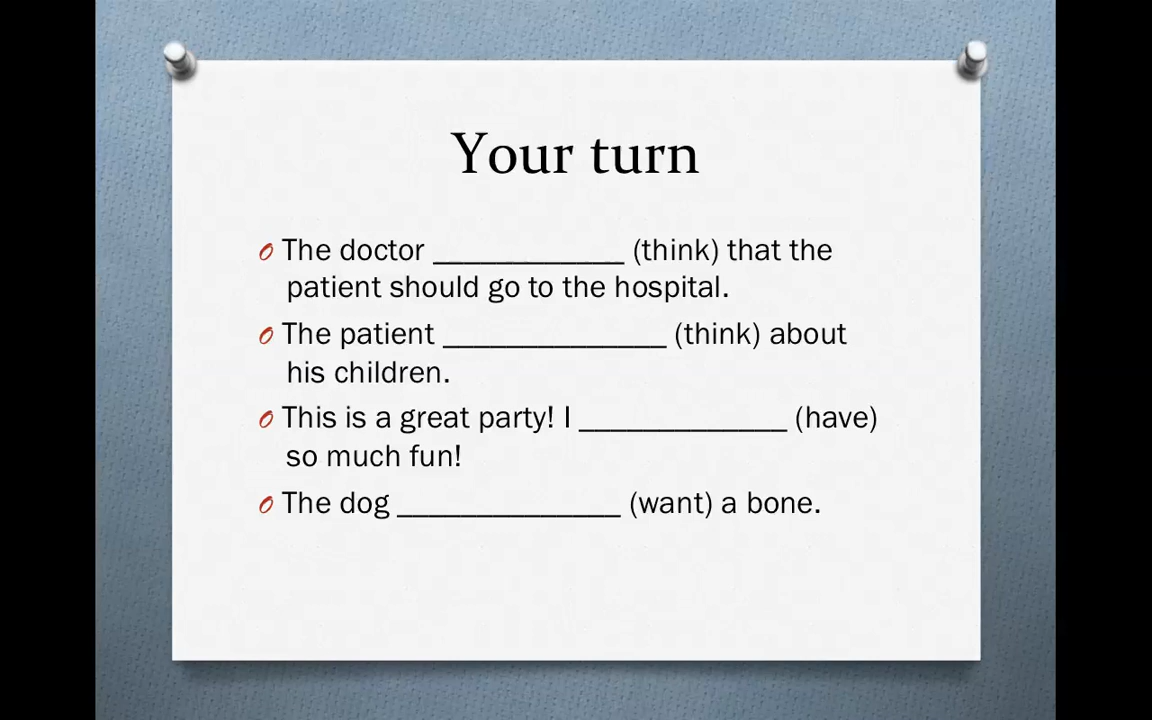 Your turn
The doctor ____________ (think) that the
patient should go to the hospital.
The patient ______________ (think) about
his children.
This is a great party! I _____________ (have)
so much fun!
The dog ______________ (want) a bone.